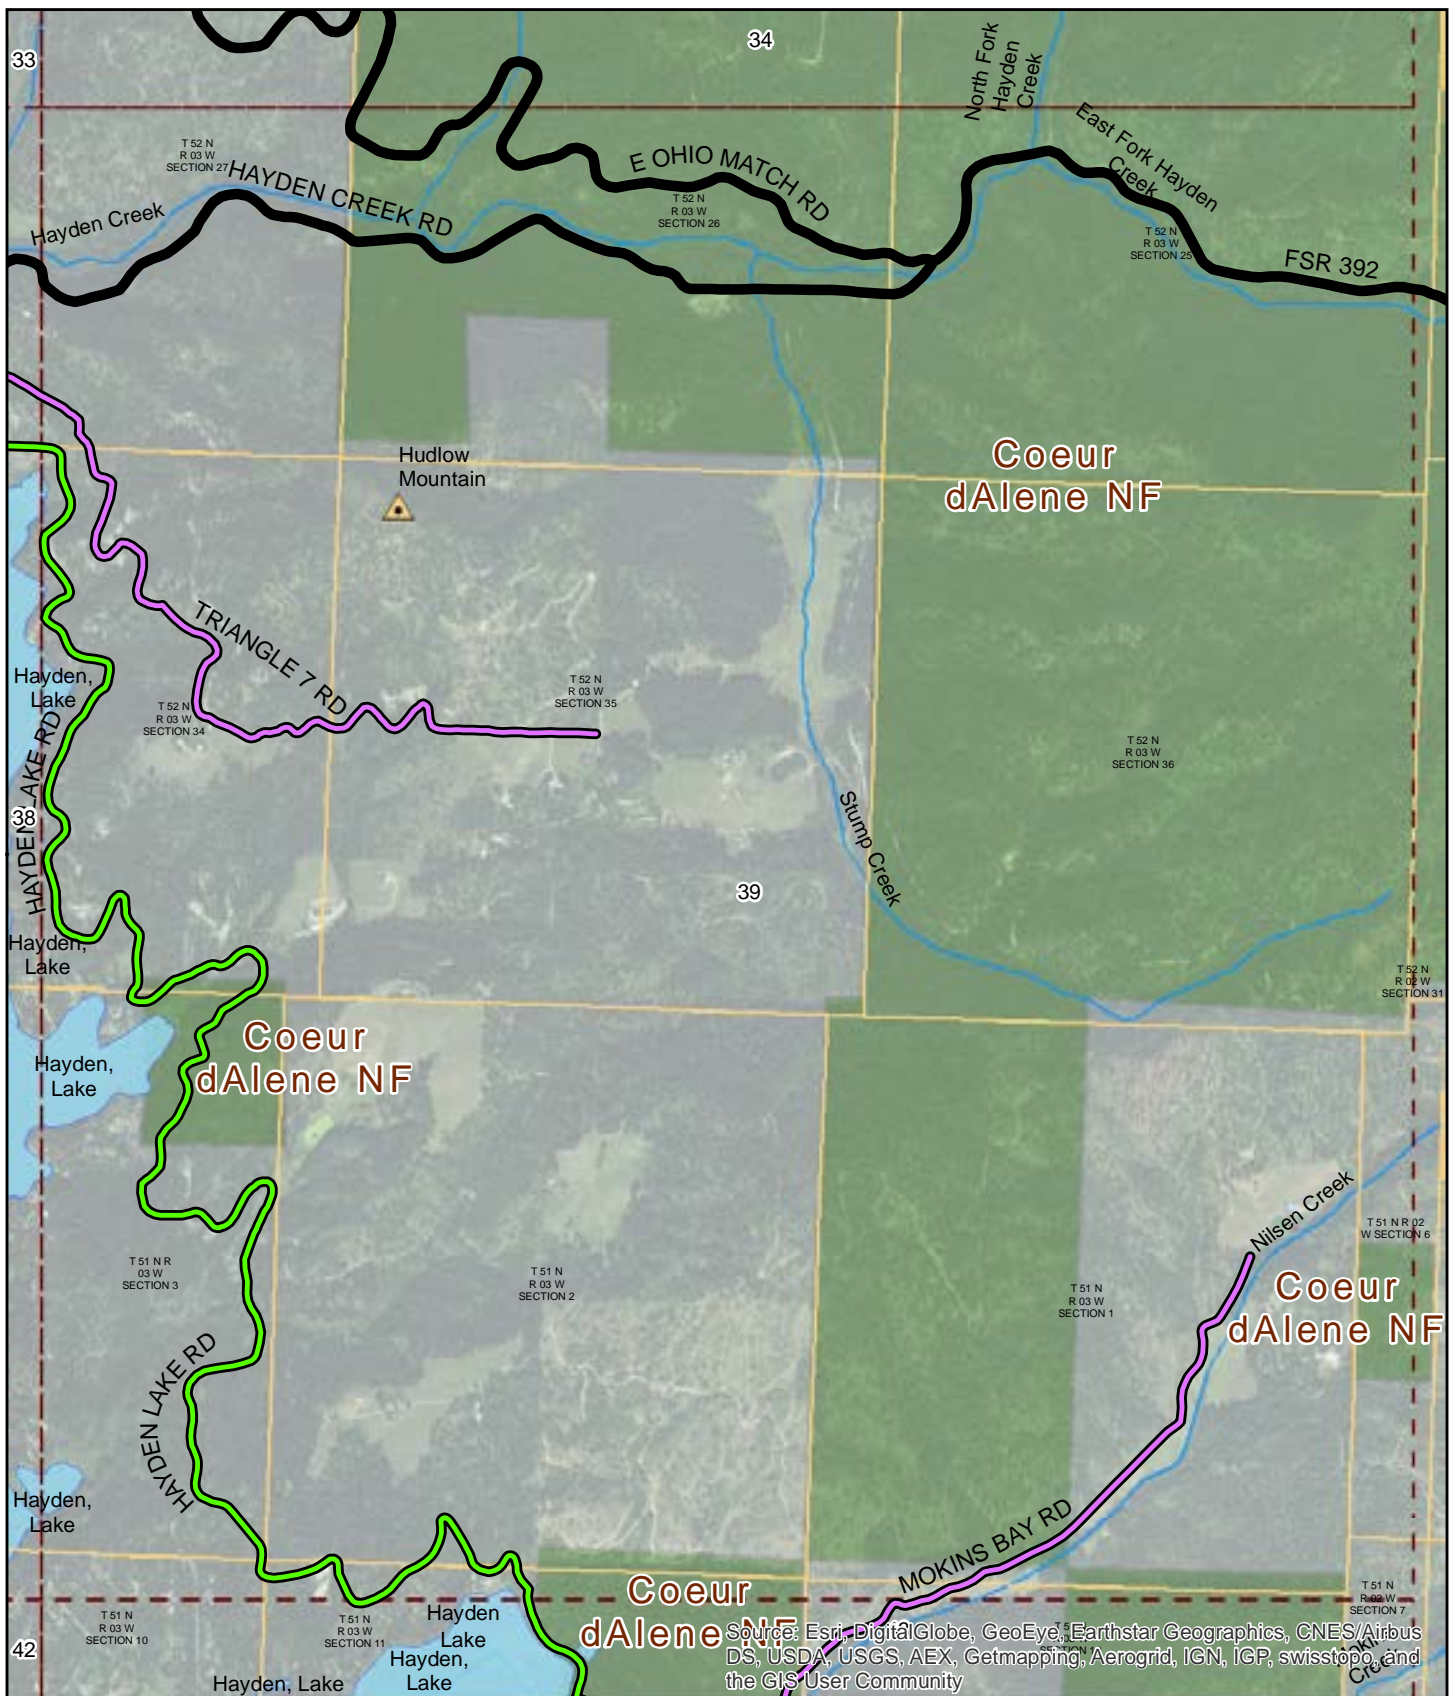 33
34
North Fork
Hayden
Creek
East Fork Hayden
Creek
T 52 N
R 03 W
SECTION 27
HAYDEN CREEK RD
E OHIO MATCH RD
Hayden Creek
T 52 N
R 03 W
SECTION 26
T 52 N
R 03 W
SECTION 25
FSR 392
Hudlow
Mountain
Coeur
dAlene NF
TRIANGLE 7 RD
Hayden,
Lake
T 52 N
R 03 W
SECTION 34
T 52 N
R 03 W
SECTION 35
HAYDEN LAKE RD
T 52 N
R 03 W
SECTION 36
38
Stump Creek
39
Hayden,
Lake
T 52 N
R 02 W
SECTION 31
Coeur
dAlene NF
Hayden,
Lake
Nilsen Creek
T 51 N R 02
W SECTION 6
T 51 N R
03 W
SECTION 3
T 51 N
R 03 W
SECTION 2
T 51 N
R 03 W
SECTION 1
Coeur
dAlene NF
HAYDEN LAKE RD
Hayden,
Lake
MOKINS BAY RD
Coeur
dAlene NF
T 51 N
R 03 W
SECTION 10
T 51 N
R 03 W
SECTION 11
Hayden
Lake
Hayden,
Lake
T 51 N
R 02 W
SECTION 7
42
Hayden, Lake
Creek
Source: Esri, DigitalGlobe, GeoEye, Earthstar Geographics, CNES/Airbus
DS, USDA, USGS, AEX, Getmapping, Aerogrid, IGN, IGP, swisstopo, and
the GIS User Community